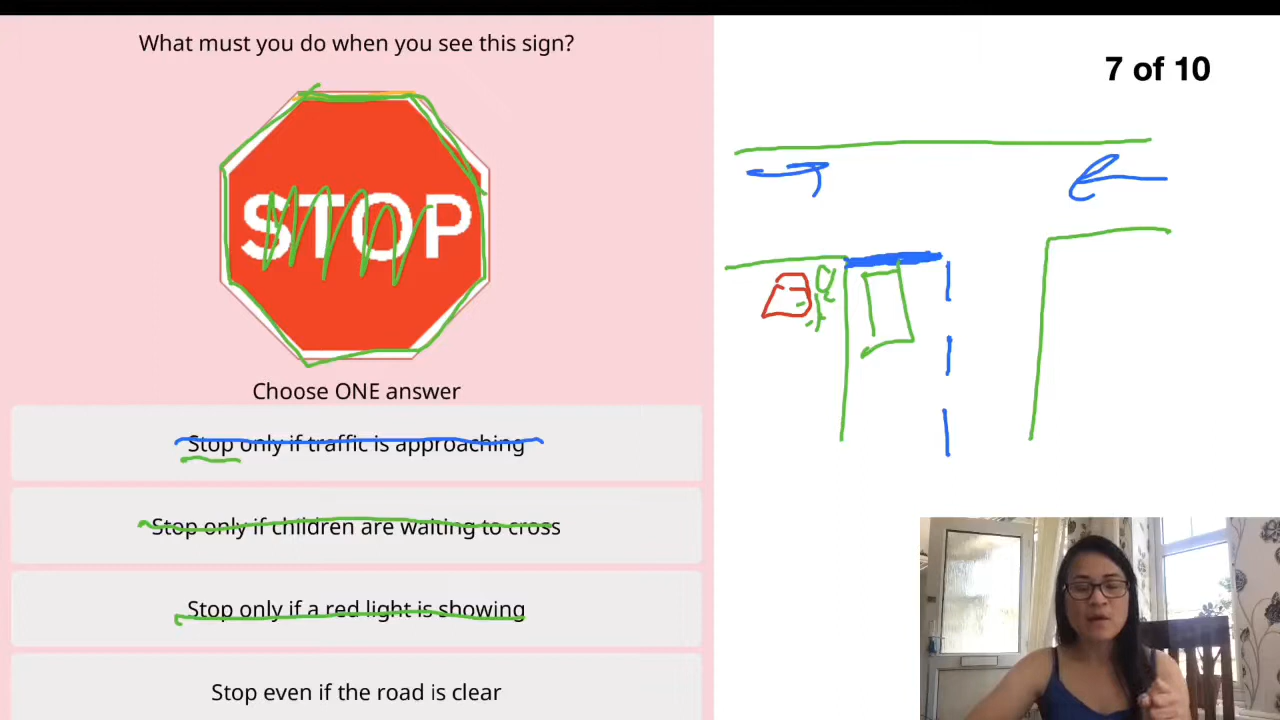 What must you do when you see this sign?
7 of 10
STOP
Choose ONE answer
Stop only if traffic is approaching
Stop only if children are waiting to cross
Stop only if a red light is showing
Stop even if the road is clear